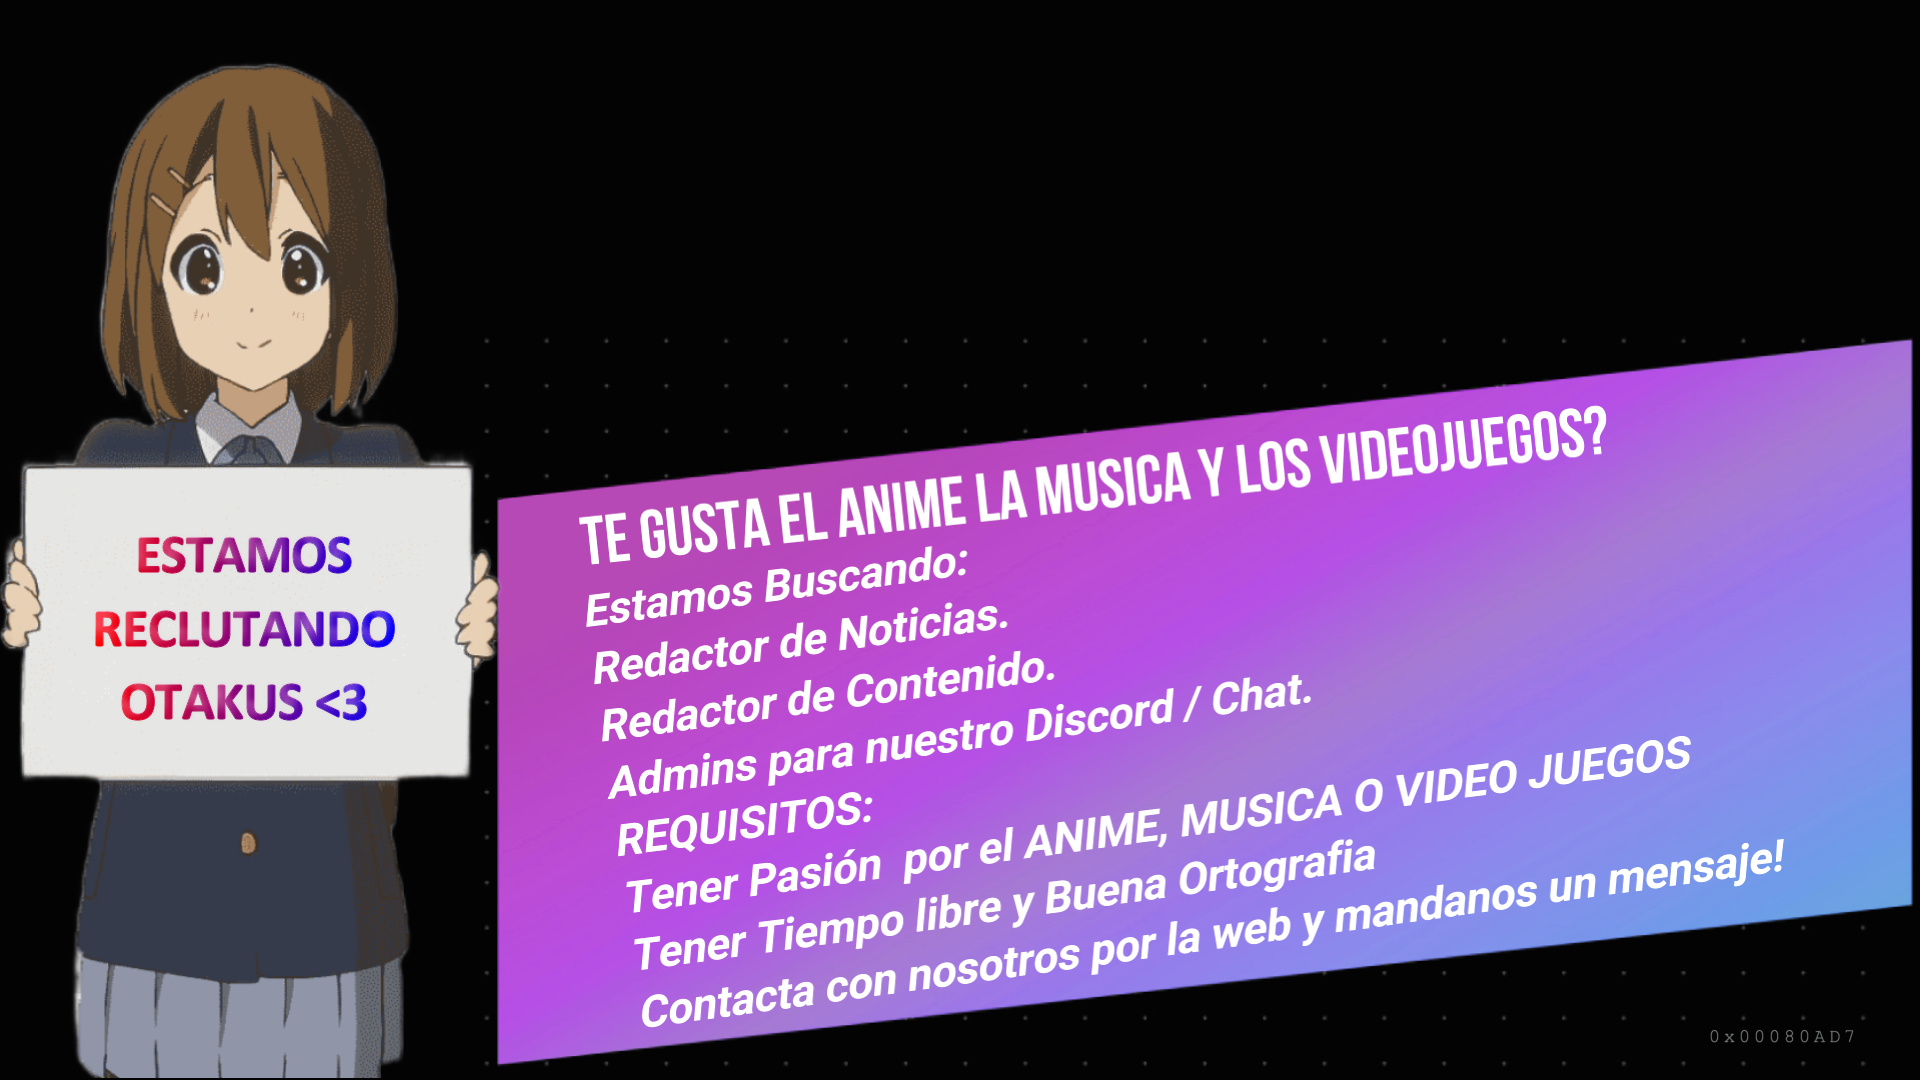 ESTAMOS
RECLUTANDO
OTAKUS <3
TE GUSTA EL ANIME LA MUSICA Y LOS VIDEOJUEGOS?
Estamos Buscando:
Redactor de Noticias.
Redactor de Contenido.
Admins para nuestro Discord / Chat.
REQUISITOS:
Tener Pasión  por el ANIME, MUSICA O VIDEO JUEGOS
Tener Tiempo libre y Buena Ortografia
Contacta con nosotros por la web y mandanos un mensaje!
0x00080AD7